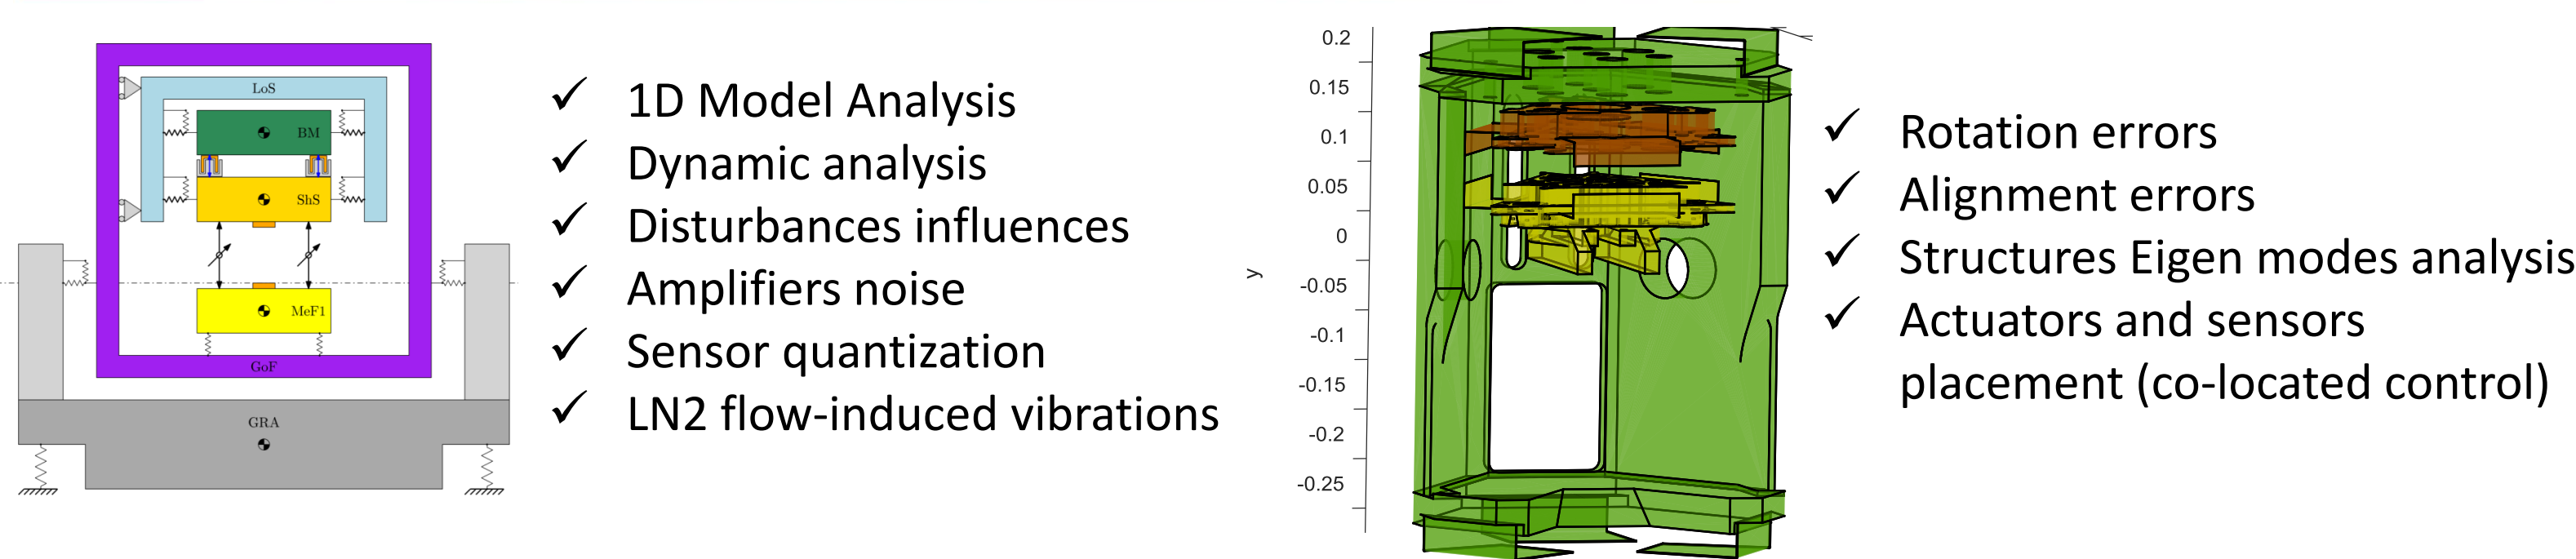 LoS
BM
ShS
MeF1
GoF
GRA
✓ 1D Model Analysis
✓ Dynamic analysis
✓ Disturbances influences
✓ Amplifiers noise
✓ Sensor quantization
✓ LN2 flow-induced vibrations
0.2
0.15
0.1
0.05
0
-0.05
-0.1
-0.15
-0.2
-0.25
y
✓ Rotation errors
✓ Alignment errors
✓ Structures Eigen modes analysis
✓ Actuators and sensors
placement (co-located control)